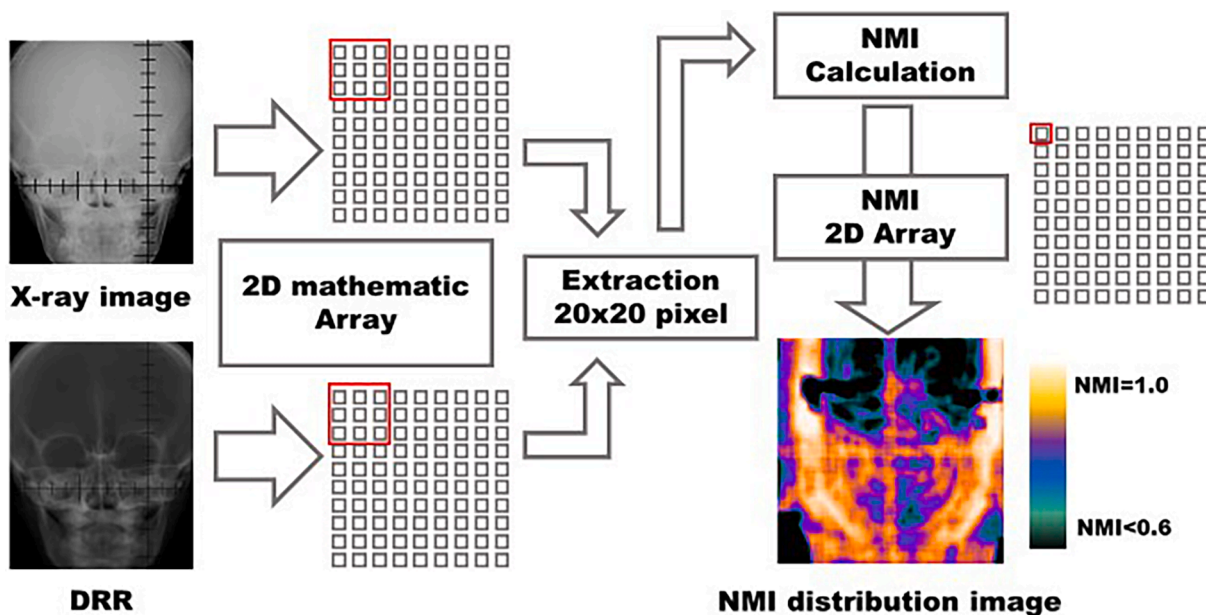 X-ray image
DRR
2D mathematic
Array
Extraction
20x20 pixel
NMI
Calculation
NMI
2D Array
NMI=1.0
NMI<0.6
NMI distribution image